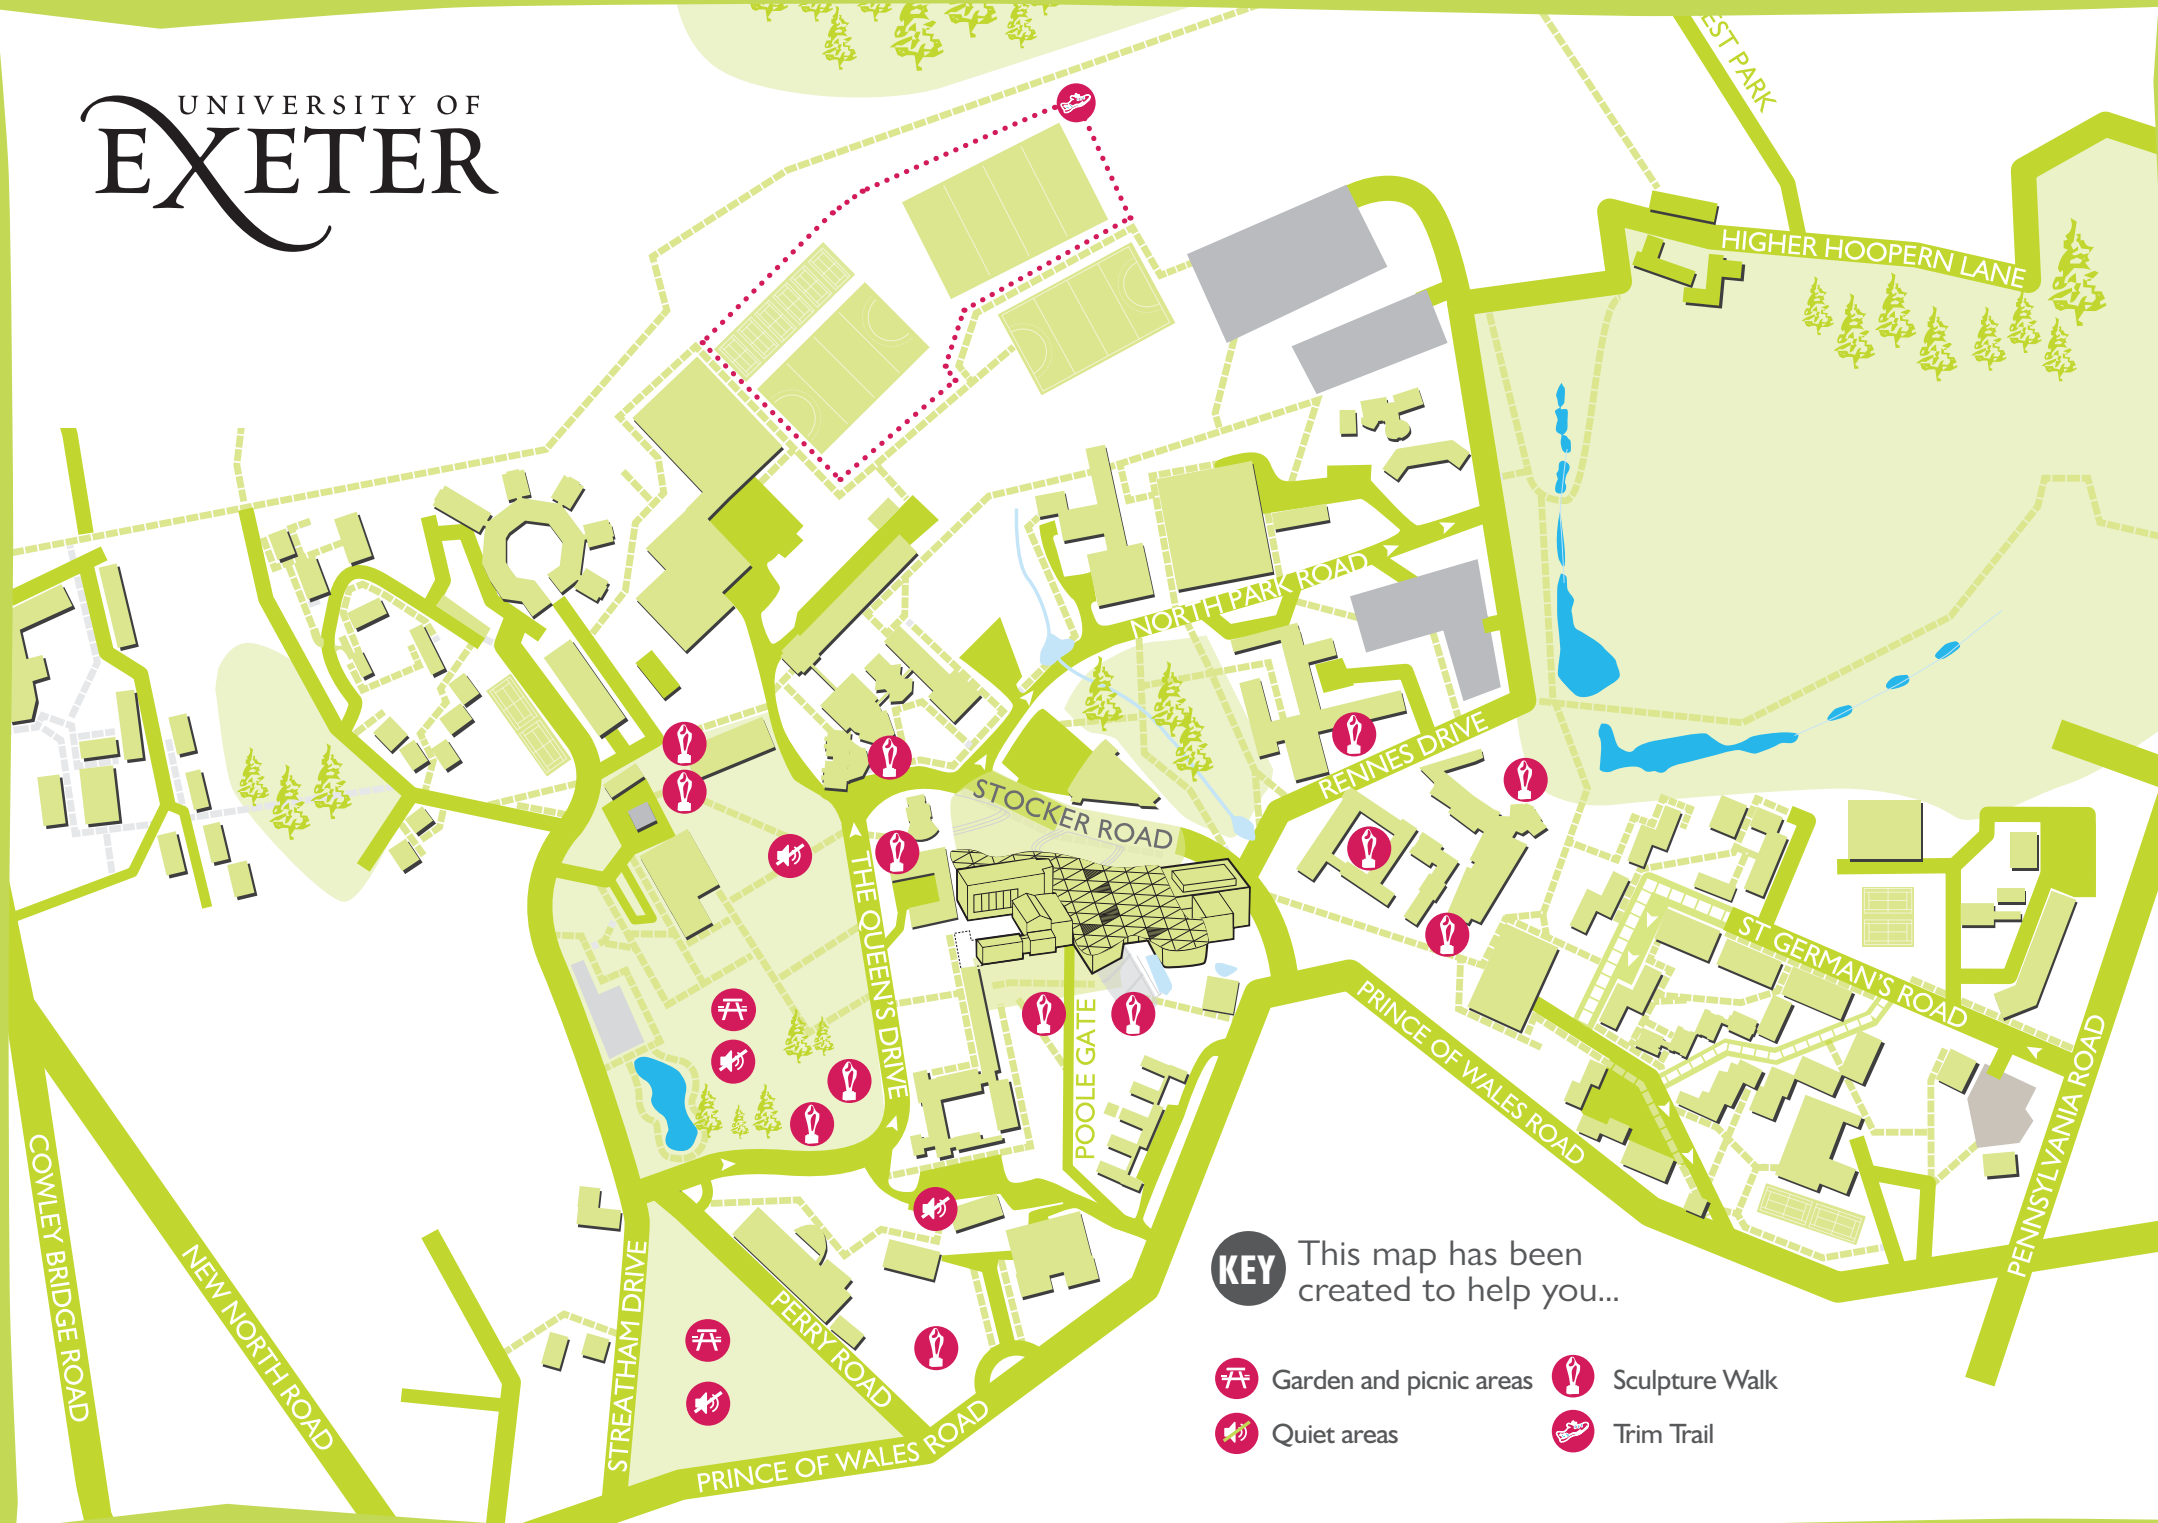 UNIVERSITY OF
EXETER
EST PARK
HIGHER HOOPERN LANE
NORTH PARK ROAD
RENNES DRIVE
STOCKER ROAD
THE QUEEN'S DRIVE
ST GERMAN'S ROAD
POOLE GATE
PRINCE OF WALES ROAD
PENNSYLVANIA ROAD
COWLEY BRIDGE ROAD
NEW NORTH ROAD
STREATHAM DRIVE
PERRY ROAD
PRINCE OF WALES ROAD
KEY
This map has been
created to help you...
Garden and picnic areas
Sculpture Walk
Quiet areas
Trim Trail